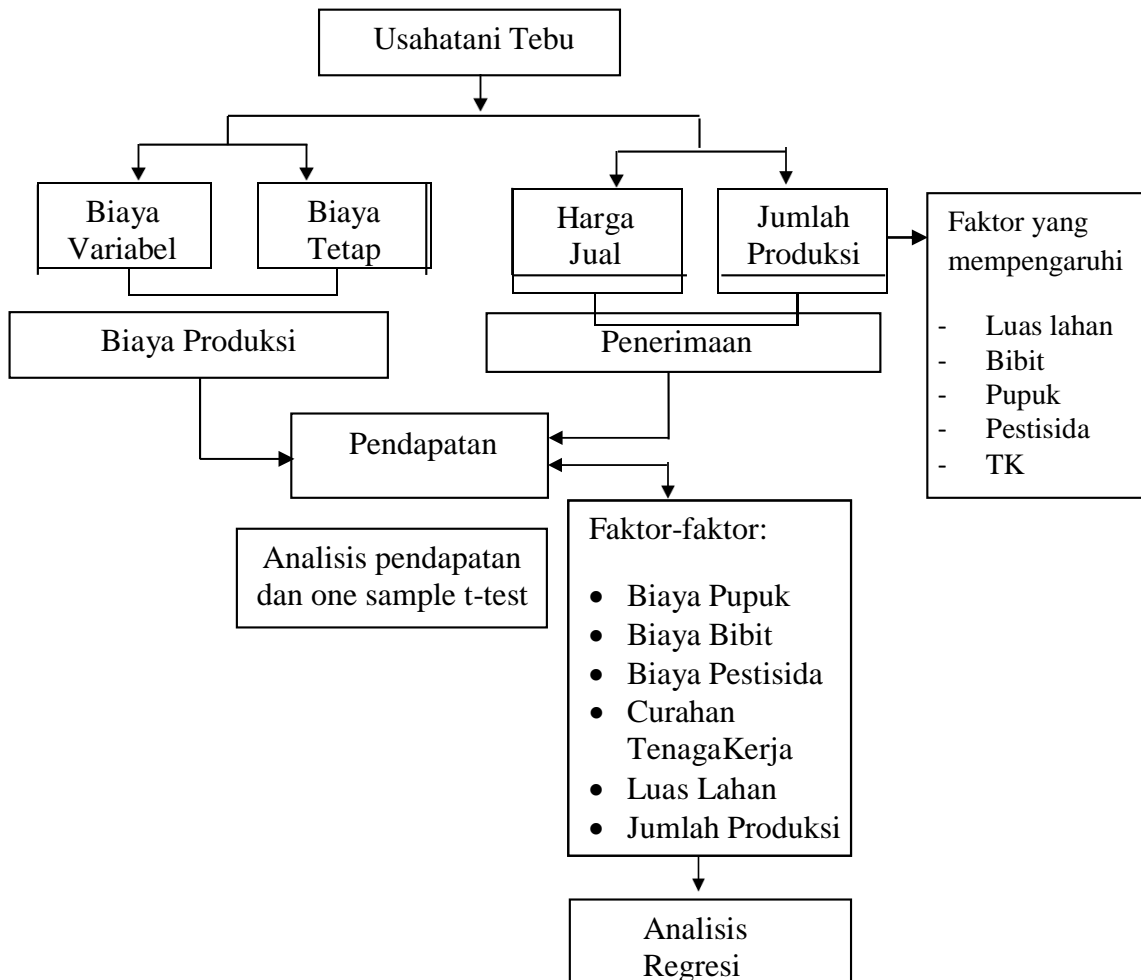 Usahatani Tebu
Biaya
Variabel
Biaya
Tetap
Harga
Jual
Jumlah
Produksi
Faktor yang
mempengaruhi
- Luas lahan
- Bibit
- Pupuk
- Pestisida
- TK
Biaya Produksi
Penerimaan
Pendapatan
Analisis pendapatan
dan one sample t-test
Faktor-faktor:
• Biaya Pupuk
• Biaya Bibit
• Biaya Pestisida
• Curahan
TenagaKerja
• Luas Lahan
• Jumlah Produksi
Analisis
Regresi